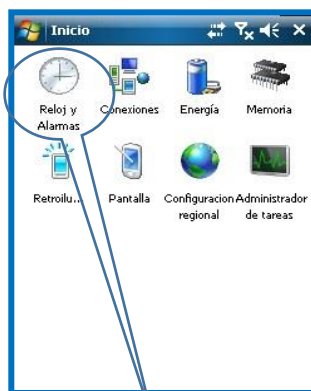 Inicio
Reloj y Alarmas
Conexiones
Energía
Memoria
Retroilu...
Pantalla
Configuracion regional
Administrador de tareas